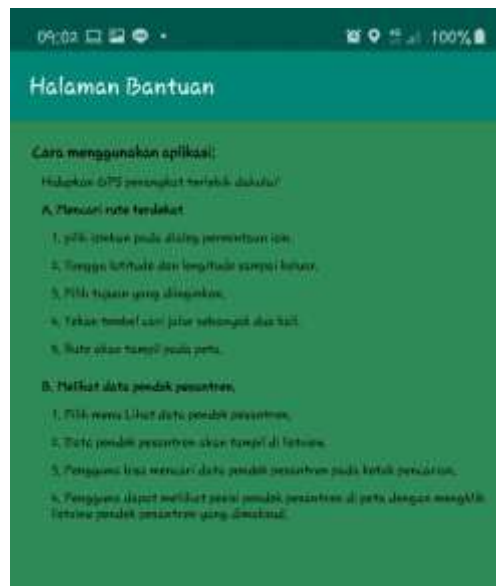 09:02 100%
Halaman Bantuan
Cara menggunakan aplikasi:
Hidupkan GPS perangkat terlebih dahulu!
A. Mencari rute terdekat
1. pilih izinkan pada dialog permintaan izin.
2. Tunggu latitude dan longitude sampai keluar.
3. Pilih tujuan yang diinginkan.
4. Tekan tombol cari jalur sebanyak dua kali.
5. Rute akan tampil pada peta.
B. Melihat data pondok pesantren
1. Pilih menu Lihat data pondok pesantren.
2. Data pondok pesantren akan tampil di listview.
3. Pengguna bisa mencari data pondok pesantren pada kotak pencarian.
4. Pengguna dapat melihat posisi pondok pesantren di peta dengan mengklik
listview pondok pesantren yang dimaksud.